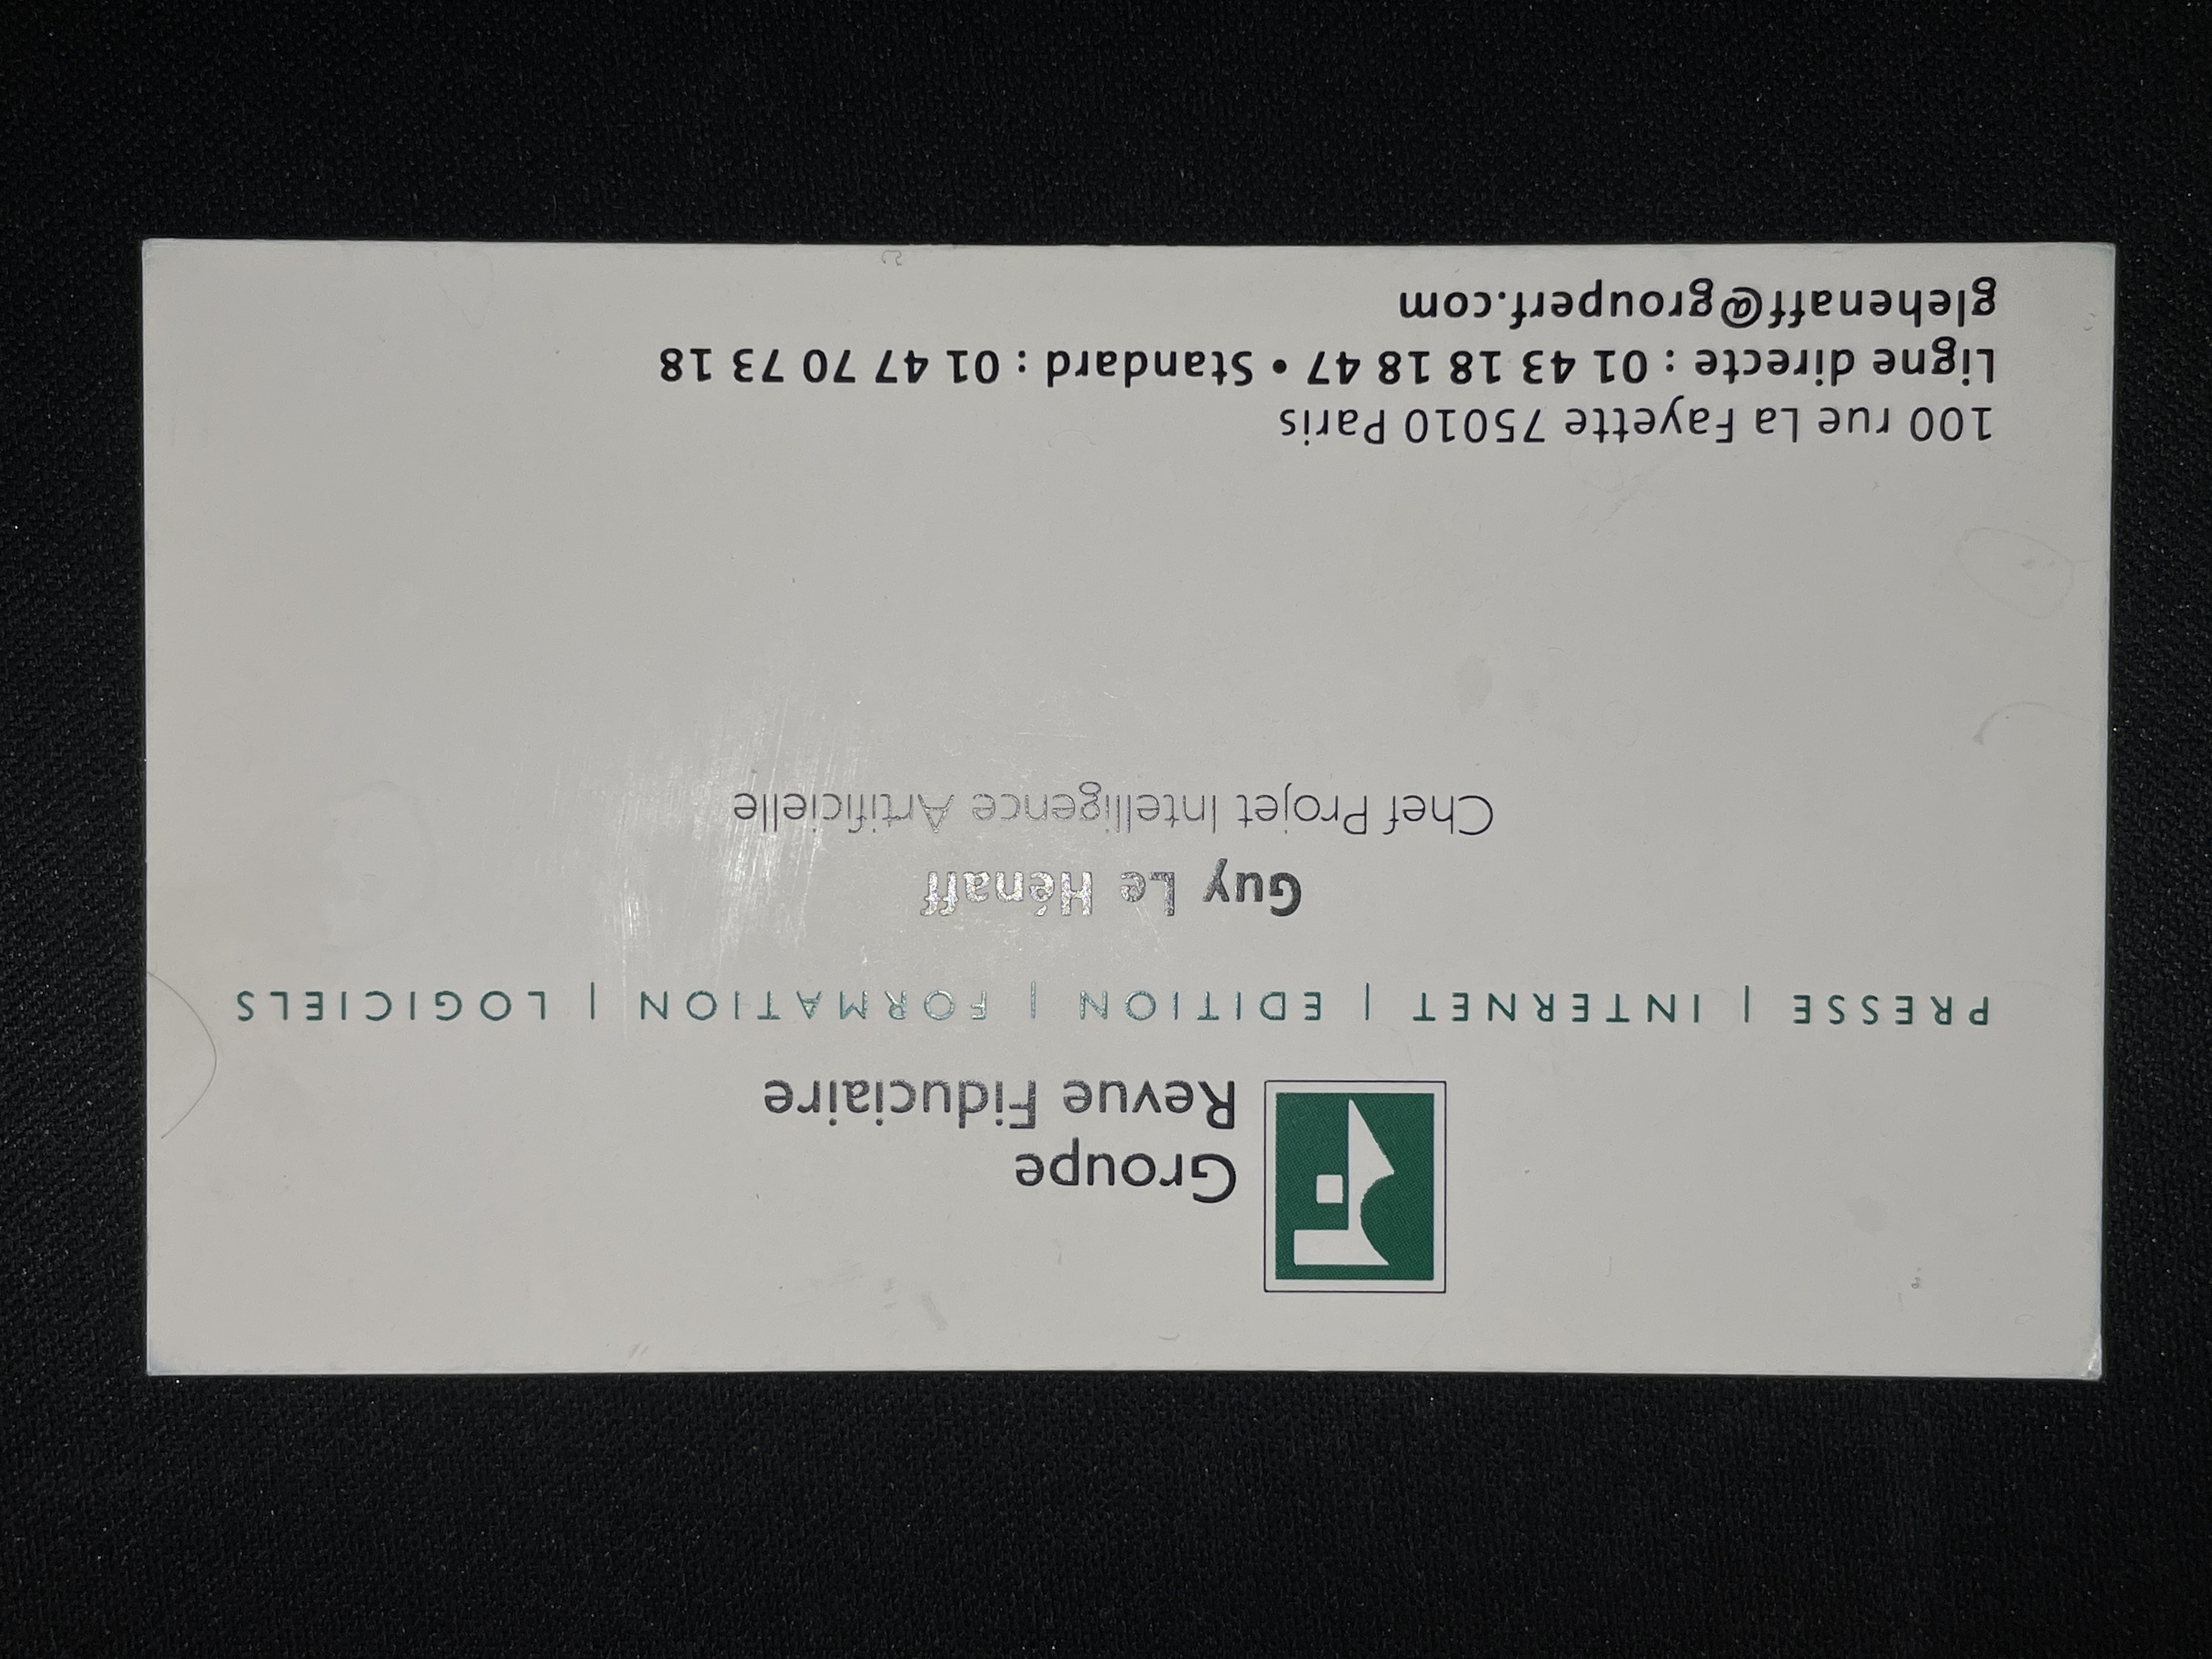 Groupe
Revue Fiduciaire
PRESSE | INTERNET | EDITION | FORMATION | LOGICIELS
Guy Le Hénaff
Chef Projet Intelligence Artificielle
100 rue La Fayette 75010 Paris
Ligne directe : 01 43 18 18 47 • Standard : 01 47 70 73 18
glehenaff@grouperf.com